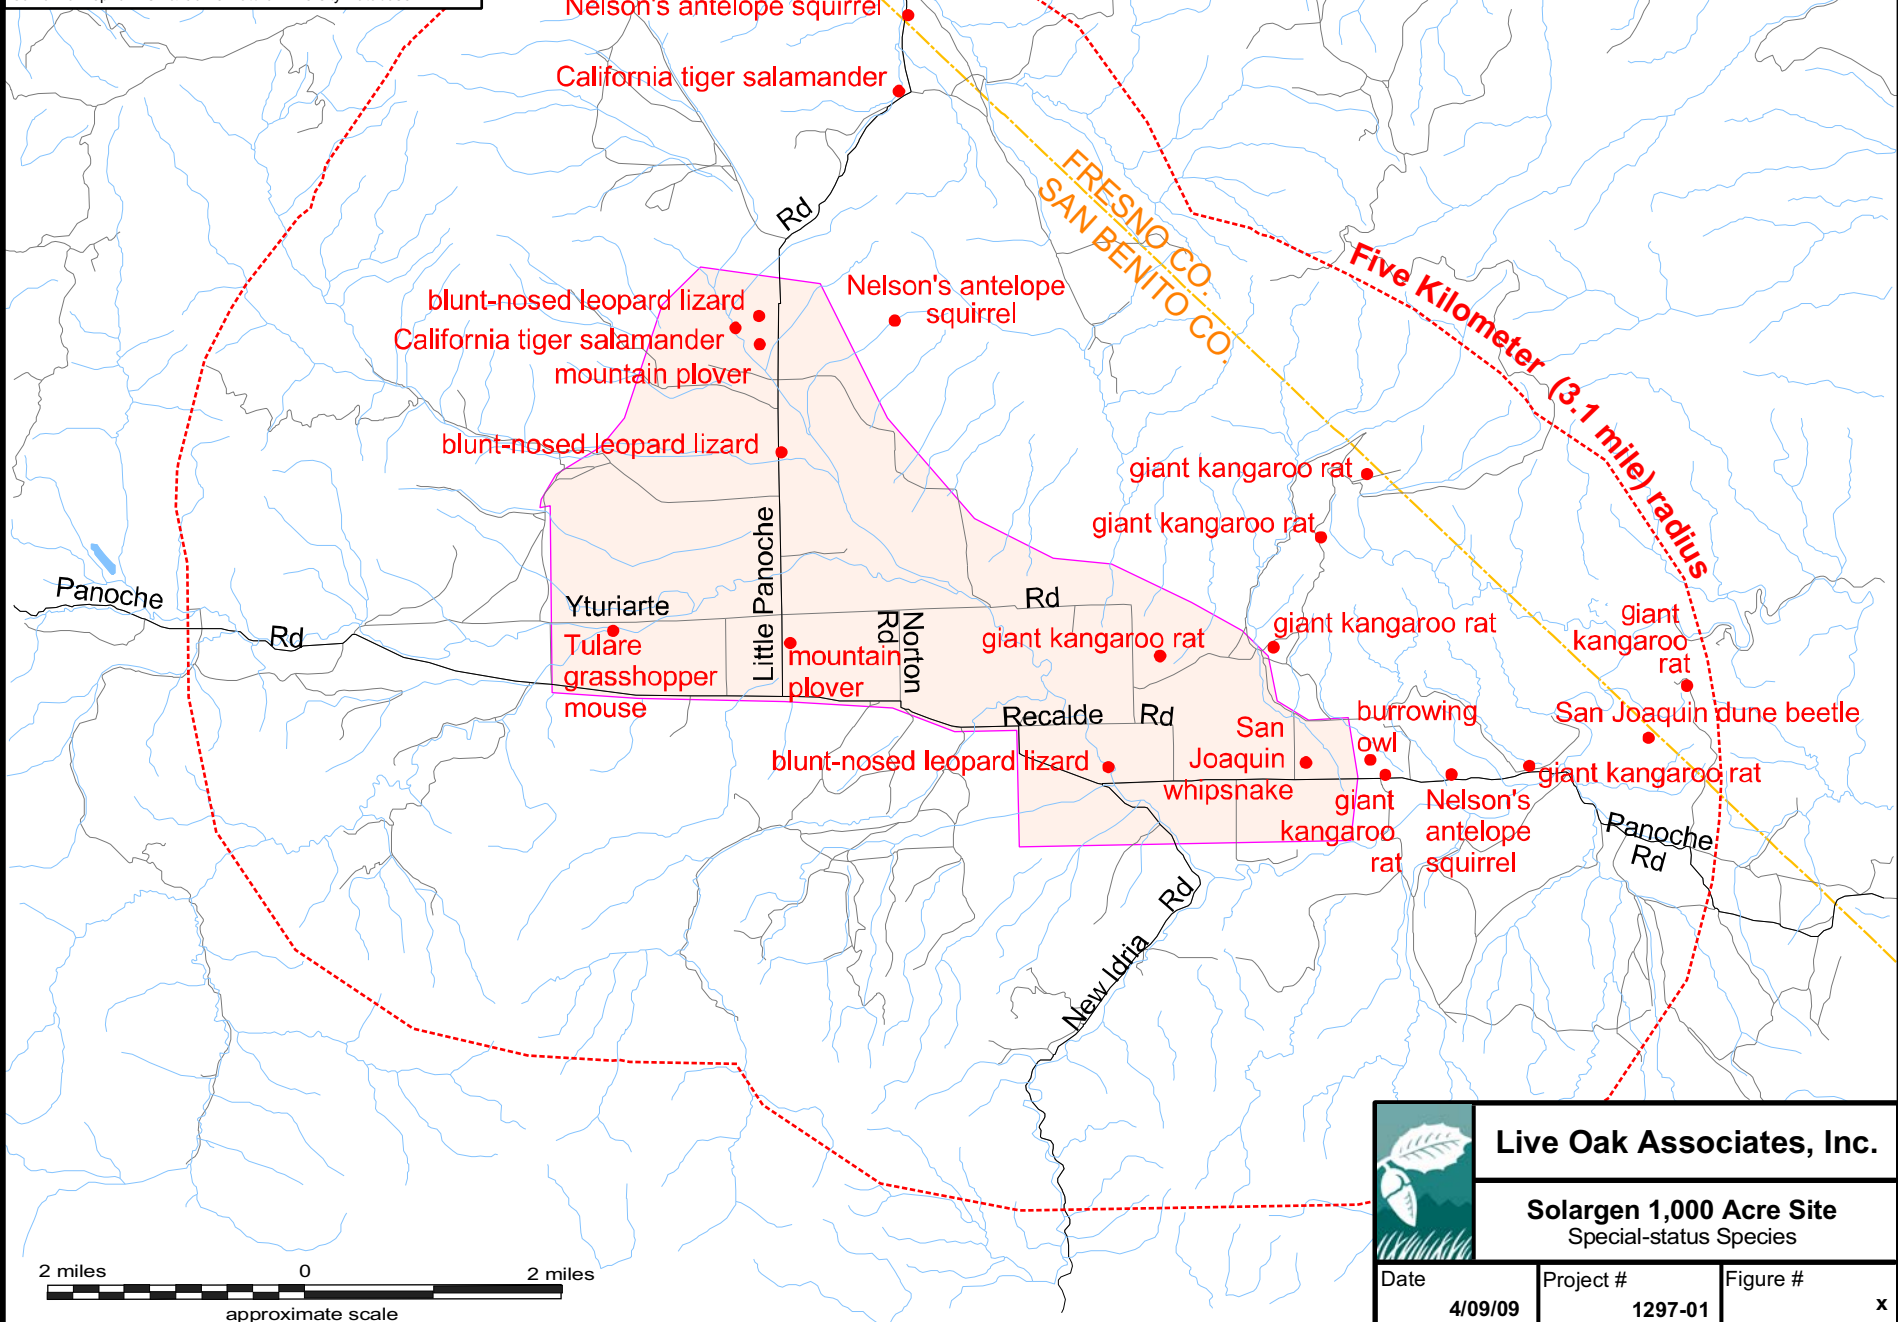 Nelson's antelope squirrel
California tiger salamander
Rd
FRESNO CO.
SAN BENITO CO.
Five Kilometer (3.1 mile) radius
blunt-nosed leopard lizard
California tiger salamander
mountain plover
Nelson's antelope
squirrel
blunt-nosed leopard lizard
giant kangaroo rat
giant kangaroo rat
Little Panoche
Panoche
Rd
Yturiarte
Rd
Tulare
grasshopper
mouse
mountain
plover
Norton
Rd.
giant kangaroo rat
giant kangaroo rat
giant
kangaroo
rat
Recalde Rd
San
Joaquin
whipsnake
burrowing
owl
San Joaquin dune beetle
blunt-nosed leopard lizard
giant kangaroo rat
giant
kangaroo
rat
Nelson's
antelope
squirrel
Panoche
Rd
New Idria Rd
2 miles 0 2 miles
approximate scale
Live Oak Associates, Inc.
Solargen 1,000 Acre Site
Special-status Species
Date
4/09/09
Project #
1297-01
Figure #
x